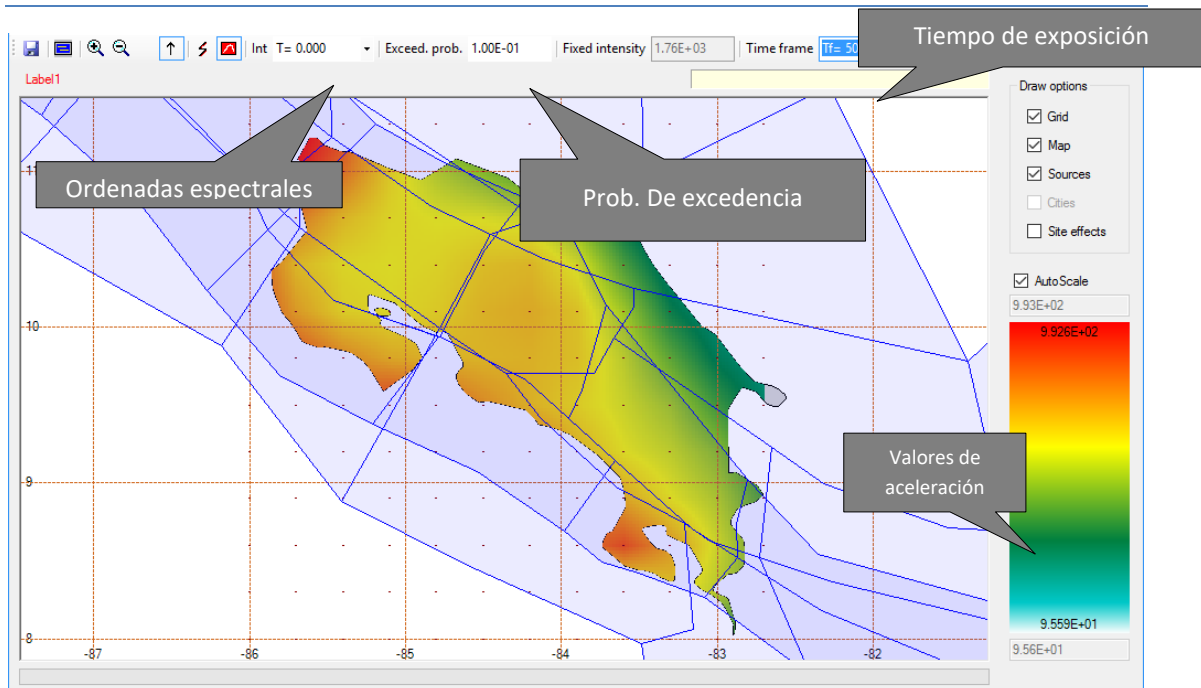 Int T= 0.000 Exceed. prob. 1.00E-01 Fixed intensity 1.76E+03 Time frame Tf= 50
Tiempo de exposición
Label1
Ordenadas espectrales
Prob. De excedencia
Draw options
Grid
Map
Sources
Cities
Site effects
AutoScale
9.93E+02
9.926E+02
Valores de
aceleración
9.559E+01
9.56E+01
11
10
9
8
-87 -86 -85 -84 -83 -82